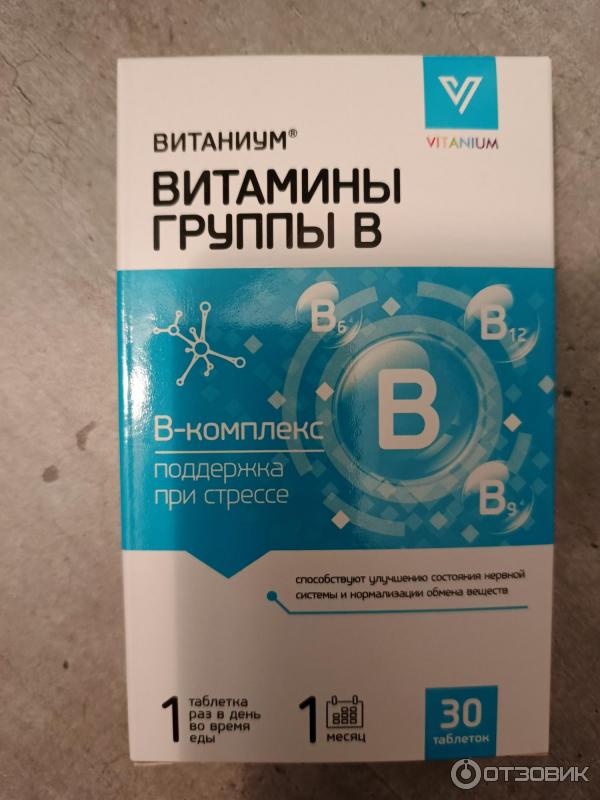 VITANIUM
ВИТАНИУМ®
ВИТАМИНЫ
ГРУППЫ В
B6
B12
B
B9
В-комплекс
поддержка
при стрессе
способствуют улучшению состояния нервной
системы и нормализации обмена веществ
1 таблетка
раз в день
во время
еды
1 месяц
30
таблеток
ОТЗОВИК